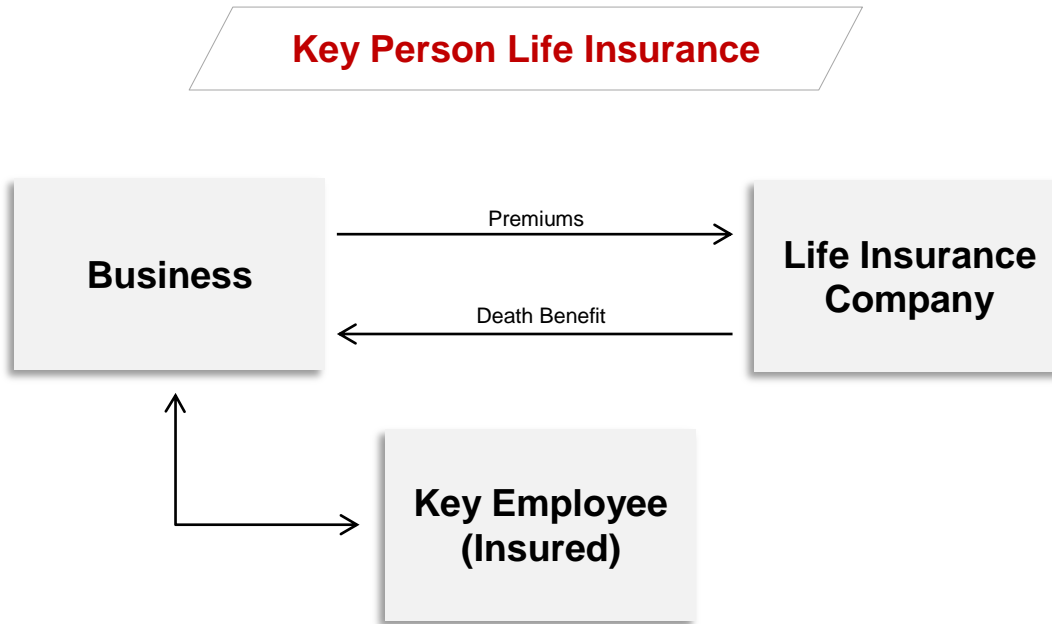 Key Person Life Insurance
Premiums
Business
Life Insurance
Company
Death Benefit
Key Employee
(Insured)